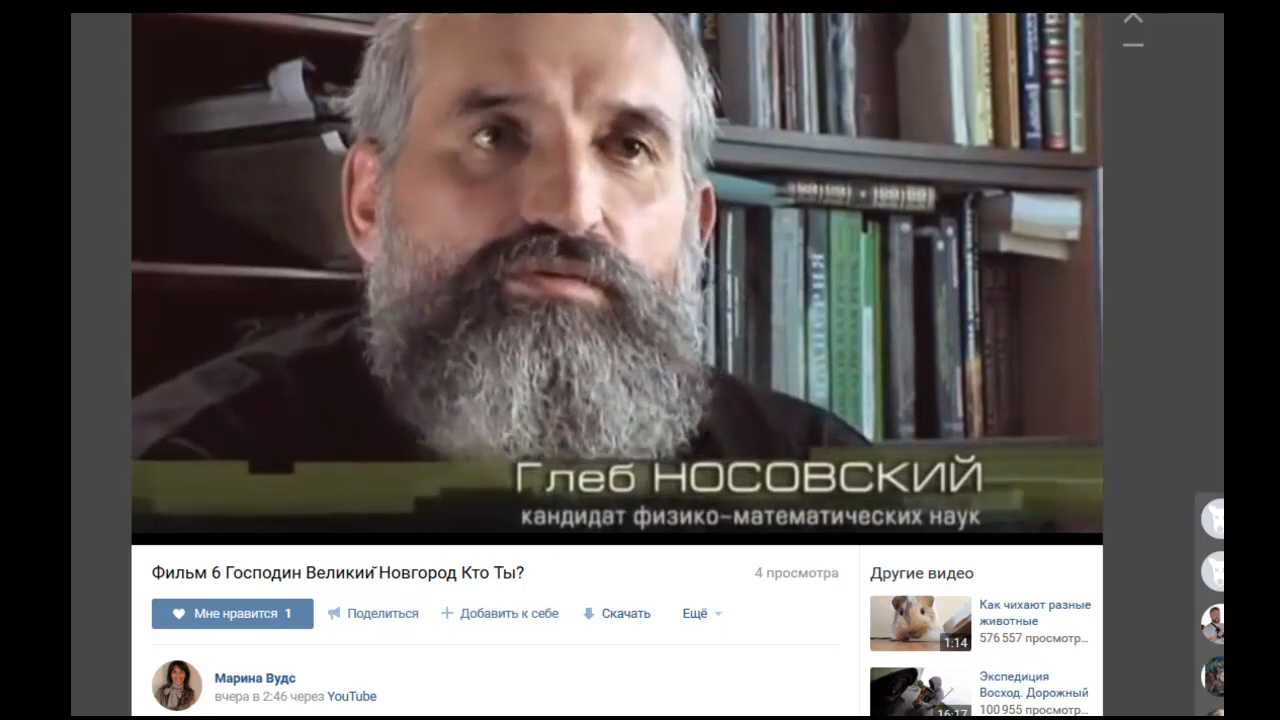 Глеб НОСОВСКИЙ
кандидат физико-математических наук
Фильм 6 Господин Великий Новгород Кто Ты?
4 просмотра
Мне нравится 1
Поделиться
Добавить к себе
Скачать
Ещё
Марина Вудс
вчера в 2:46 через YouTube
Другие видео
1:14
Как чихают разные
животные
576 557 просмотр...
16:17
Экспедиция
Восход. Дорожный
100 955 просмотр...